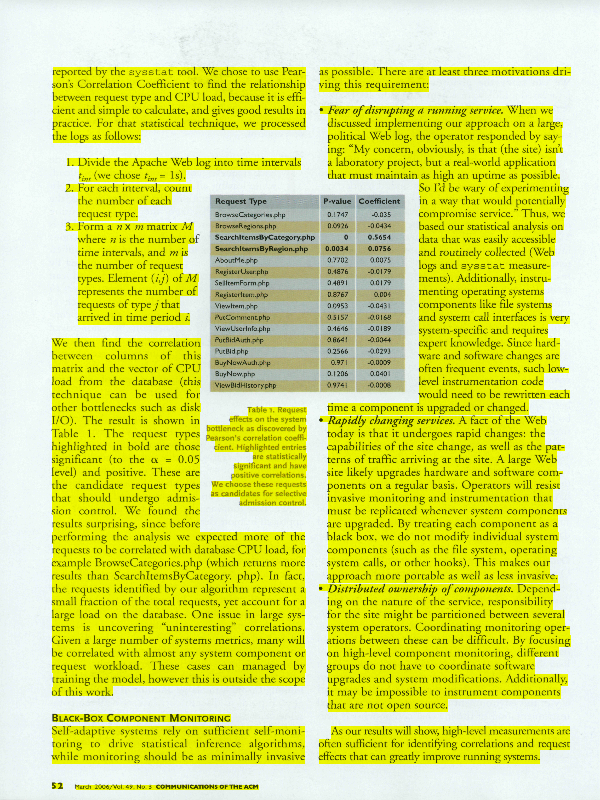 reported by the sysstat tool. We chose to use Pear-
son's Correlation Coefficient to find the relationship
between request type and CPU load, because it is effi-
cient and simple to calculate, and gives good results in
practice. For that statistical technique, we processed
the logs as follows:
1. Divide the Apache Web log into time intervals
tint (we chose tint = 1s).
2. For each interval, count
the number of each
request type.
3. Form a n x m matrix M
where n is the number of
time intervals, and m is
the number of request
types. Element (i,j) of M
represents the number of
requests of type j that
arrived in time period i.
We then find the correlation
between columns of this
matrix and the vector of CPU
load from the database (this
technique can be used for
other bottlenecks such as disk
I/O). The result is shown in
Table 1. The request types
highlighted in bold are those
significant (to the α = 0.05
level) and positive. These are
the candidate request types
that should undergo admis-
sion control. We found the
results surprising, since before
performing the analysis we expected more of the
requests to be correlated with database CPU load, for
example BrowseCategories.php (which returns more
results than SearchItemsByCategory. php). In fact,
the requests identified by our algorithm represent a
small fraction of the total requests, yet account for a
large load on the database. One issue in large sys-
tems is uncovering "uninteresting" correlations.
Given a large number of systems metrics, many will
be correlated with almost any system component or
request workload. These cases can managed by
training the model, however this is outside the scope
of this work.
BLACK-BOX COMPONENT MONITORING
Self-adaptive systems rely on sufficient self-moni-
toring to drive statistical inference algorithms,
while monitoring should be as minimally invasive
Request Type P-value Coefficient
BrowseCategories.php 0.1747 -0.035
BrowseRegions.php 0.0926 -0.0434
SearchItemsByCategory.php 0 0.5654
SearchItemsByRegion.php 0.0034 0.0756
AboutMe.php 0.7702 0.0075
RegisterUser.php 0.4876 -0.0179
SellItemForm.php 0.4891 0.0179
RegisterItem.php 0.8767 0.004
ViewItem.php 0.0953 -0.0431
PutComment.php 0.5157 -0.0168
ViewUserInfo.php 0.4646 -0.0189
PutBidAuth.php 0.8641 -0.0044
PutBid.php 0.2566 -0.0293
BuyNowAuth.php 0.971 -0.0009
BuyNow.php 0.1206 0.0401
ViewBidHistory.php 0.9741 -0.0008
Table 1. Request
effects on the system
bottleneck as discovered by
Pearson's correlation coeffi-
cient. Highlighted entries
are statistically
significant and have
positive correlations.
We choose these requests
as candidates for selective
admission control.
as possible. There are at least three motivations dri-
ving this requirement:
• Fear of disrupting a running service. When we
discussed implementing our approach on a large,
political Web log, the operator responded by say-
ing: "My concern, obviously, is that (the site) isn't
a laboratory project, but a real-world application
that must maintain as high an uptime as possible.
So I'd be wary of experimenting
in a way that would potentially
compromise service." Thus, we
based our statistical analysis on
data that was easily accessible
and routinely collected (Web
logs and sysstat measure-
ments). Additionally, instru-
menting operating systems
components like file systems
and system call interfaces is very
system-specific and requires
expert knowledge. Since hard-
ware and software changes are
often frequent events, such low-
level instrumentation code
would need to be rewritten each
time a component is upgraded or changed.
• Rapidly changing services. A fact of the Web
today is that it undergoes rapid changes: the
capabilities of the site change, as well as the pat-
terns of traffic arriving at the site. A large Web
site likely upgrades hardware and software com-
ponents on a regular basis. Operators will resist
invasive monitoring and instrumentation that
must be replicated whenever system components
are upgraded. By treating each component as a
black box, we do not modify individual system
components (such as the file system, operating
system calls, or other hooks). This makes our
approach more portable as well as less invasive.
• Distributed ownership of components. Depend-
ing on the nature of the service, responsibility
for the site might be partitioned between several
system operators. Coordinating monitoring oper-
ations between these can be difficult. By focusing
on high-level component monitoring, different
groups do not have to coordinate software
upgrades and system modifications. Additionally,
it may be impossible to instrument components
that are not open source.
As our results will show, high-level measurements are
often sufficient for identifying correlations and request
effects that can greatly improve running systems.
52 March 2006/Vol. 49, No. 3 COMMUNICATIONS OF THE ACM